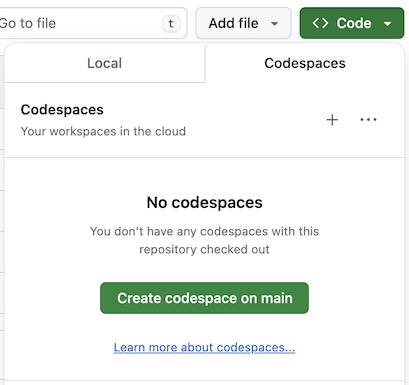 Go to file t Add file <> Code
Local Codespaces
Codespaces
Your workspaces in the cloud
No codespaces
You don't have any codespaces with this
repository checked out
Create codespace on main
Learn more about codespaces...